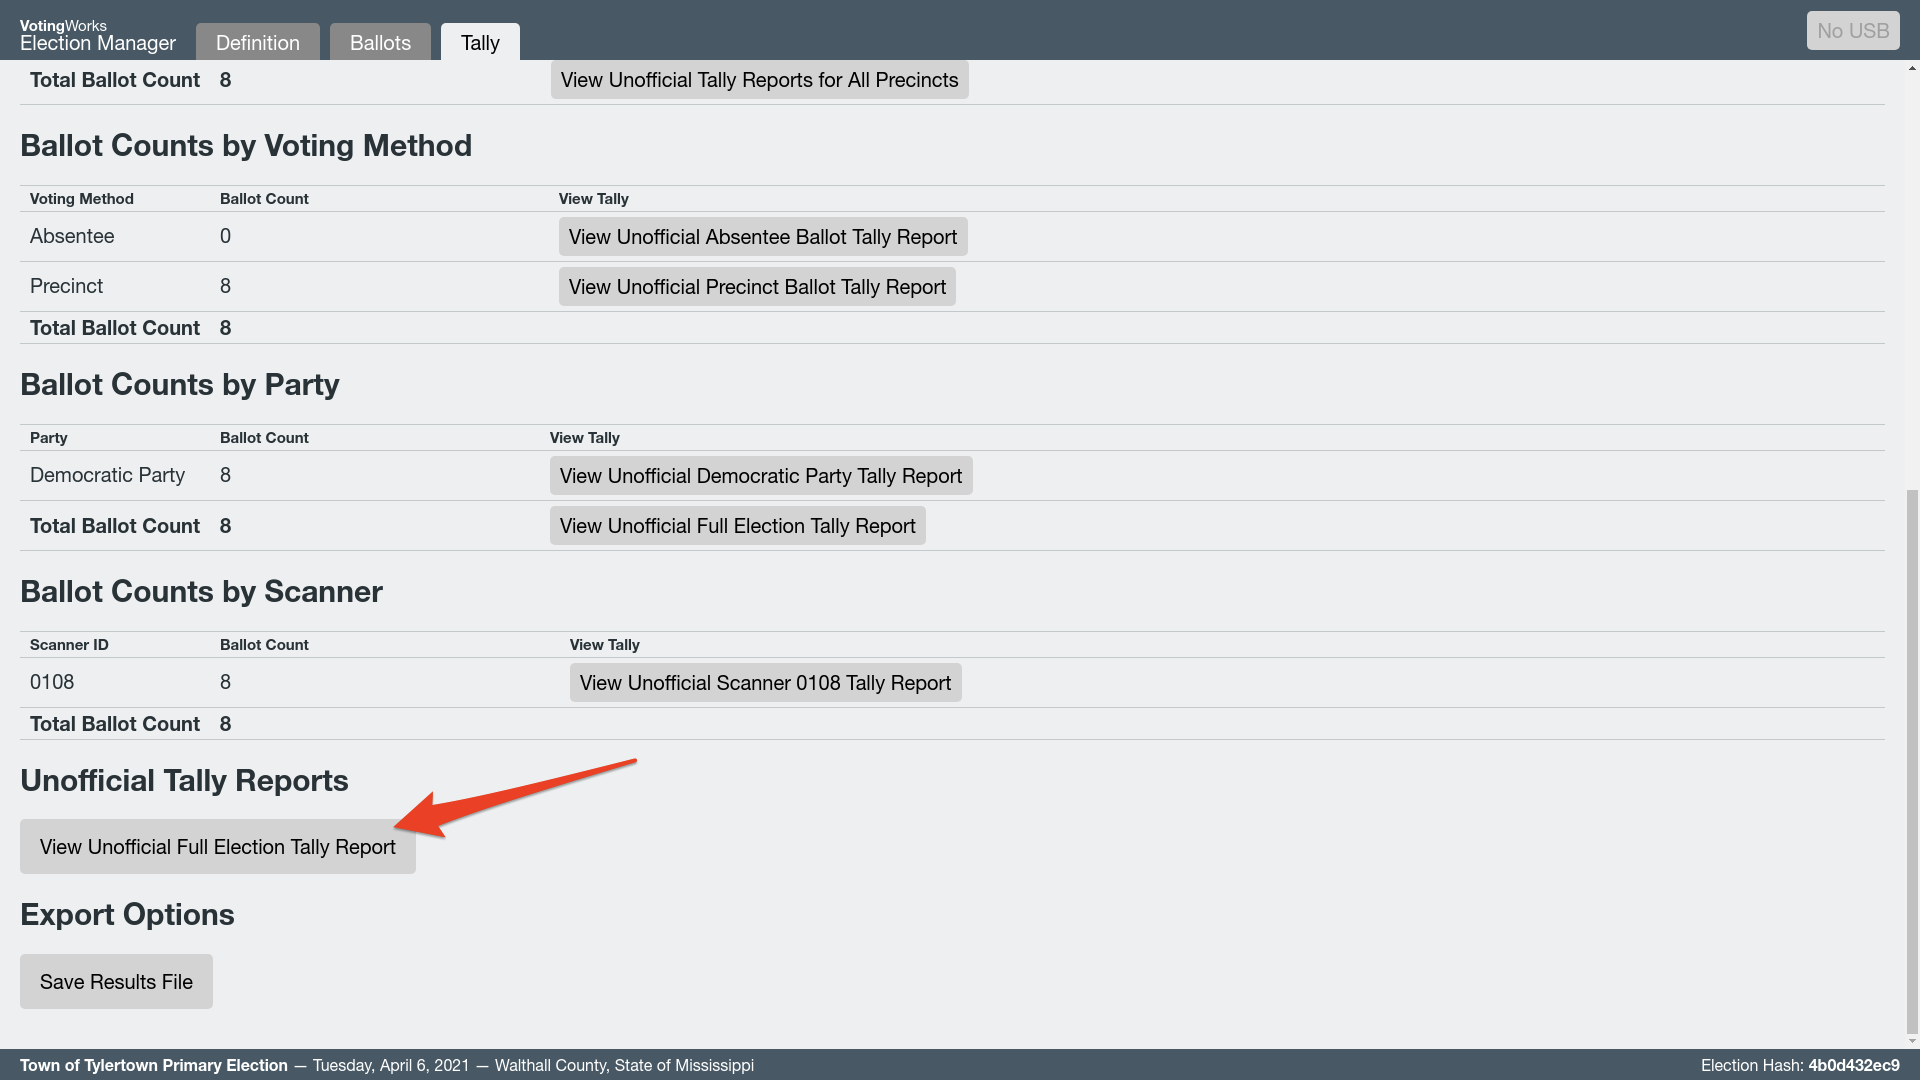 VotingWorks
Election Manager
Definition
Ballots
Tally
No USB
Total Ballot Count 8 View Unofficial Tally Reports for All Precincts
Ballot Counts by Voting Method
Voting Method Ballot Count View Tally
Absentee 0 View Unofficial Absentee Ballot Tally Report
Precinct 8 View Unofficial Precinct Ballot Tally Report
Total Ballot Count 8
Ballot Counts by Party
Party Ballot Count View Tally
Democratic Party 8 View Unofficial Democratic Party Tally Report
Total Ballot Count 8 View Unofficial Full Election Tally Report
Ballot Counts by Scanner
Scanner ID Ballot Count View Tally
0108 8 View Unofficial Scanner 0108 Tally Report
Total Ballot Count 8
Unofficial Tally Reports
View Unofficial Full Election Tally Report
Export Options
Save Results File
Town of Tylertown Primary Election — Tuesday, April 6, 2021 — Walthall County, State of Mississippi
Election Hash: 4b0d432ec9